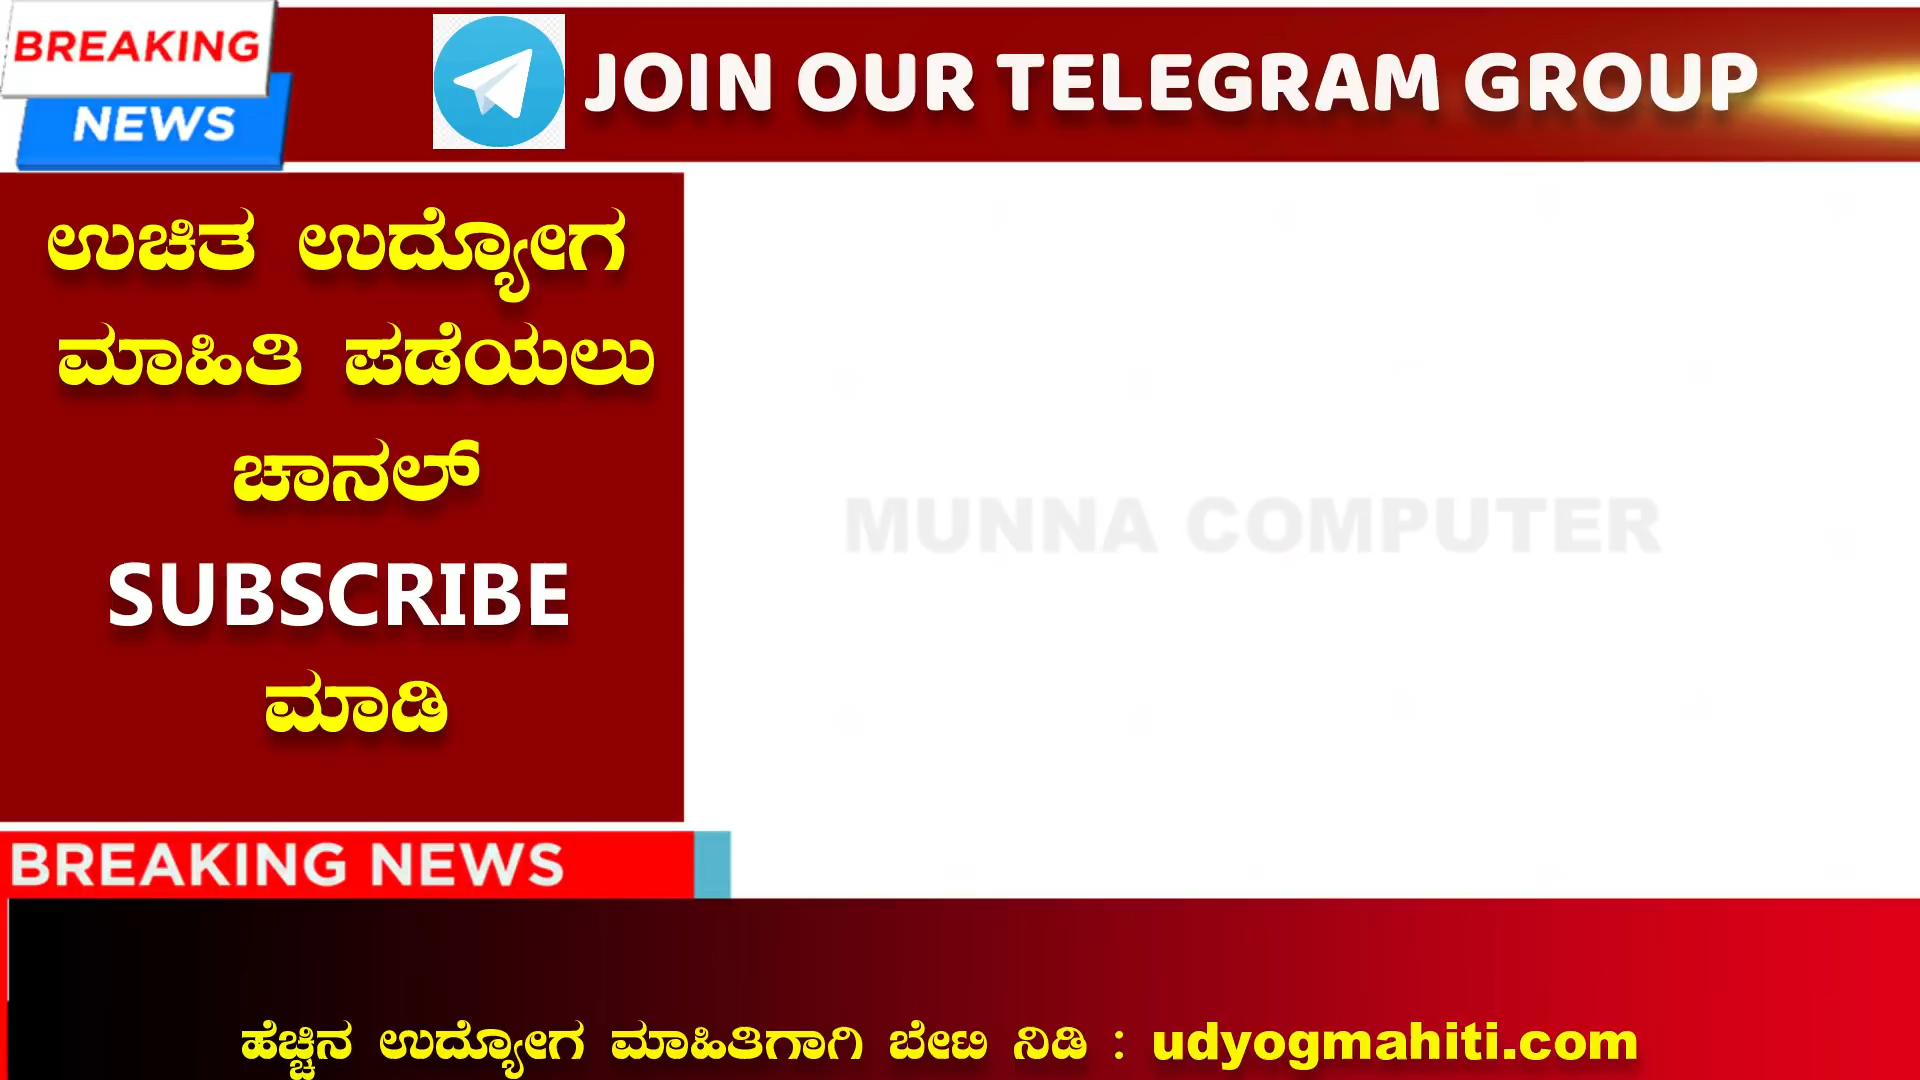 BREAKING
NEWS
JOIN OUR TELEGRAM GROUP
ಉಚಿತ ಉದ್ಯೋಗ
ಮಾಹಿತಿ ಪಡೆಯಲು
ಚಾನಲ್
SUBSCRIBE
ಮಾಡಿ
MUNNA COMPUTER
BREAKING NEWS
ಹೆಚ್ಚಿನ ಉದ್ಯೋಗ ಮಾಹಿತಿಗಾಗಿ ಬೇಟಿ ನಿಡಿ : udyogmahiti.com